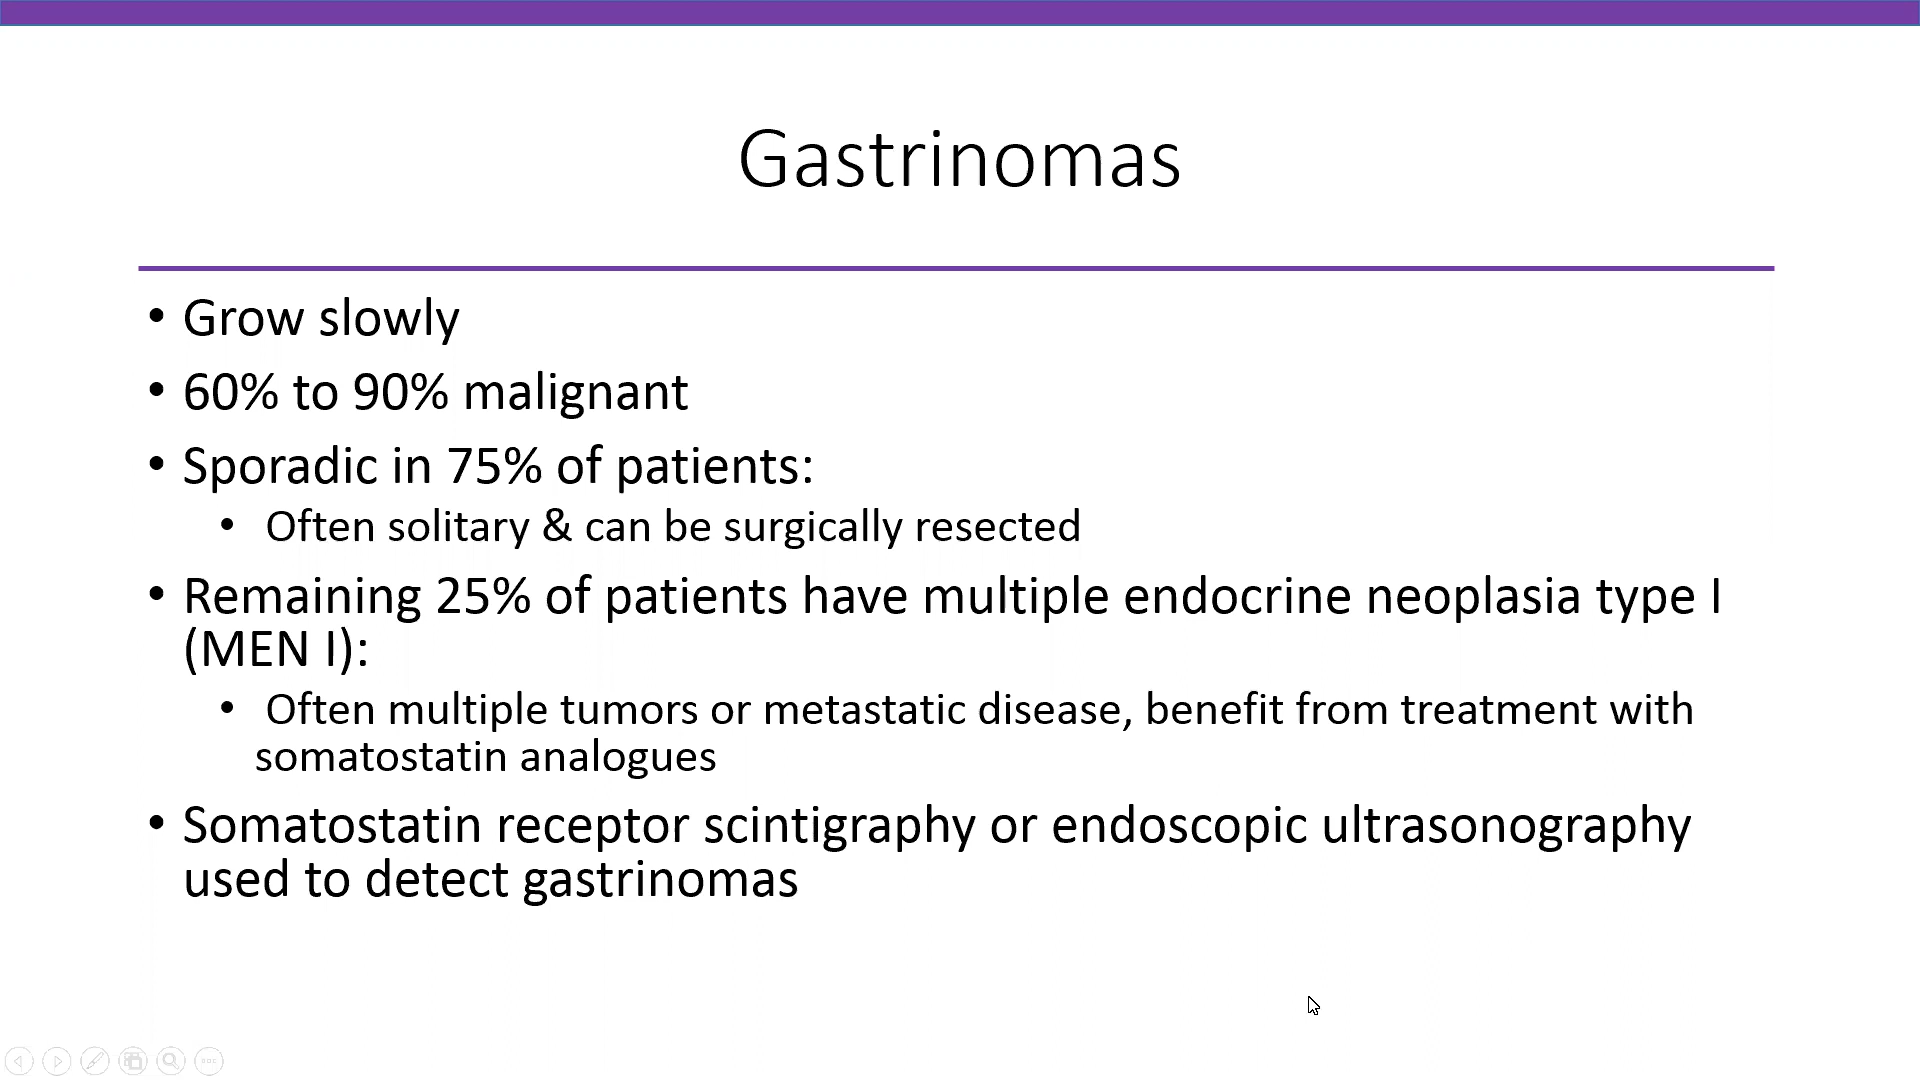 Gastrinomas
• Grow slowly
• 60% to 90% malignant
• Sporadic in 75% of patients:
• Often solitary & can be surgically resected
• Remaining 25% of patients have multiple endocrine neoplasia type I
(MEN I):
• Often multiple tumors or metastatic disease, benefit from treatment with
somatostatin analogues
• Somatostatin receptor scintigraphy or endoscopic ultrasonography
used to detect gastrinomas